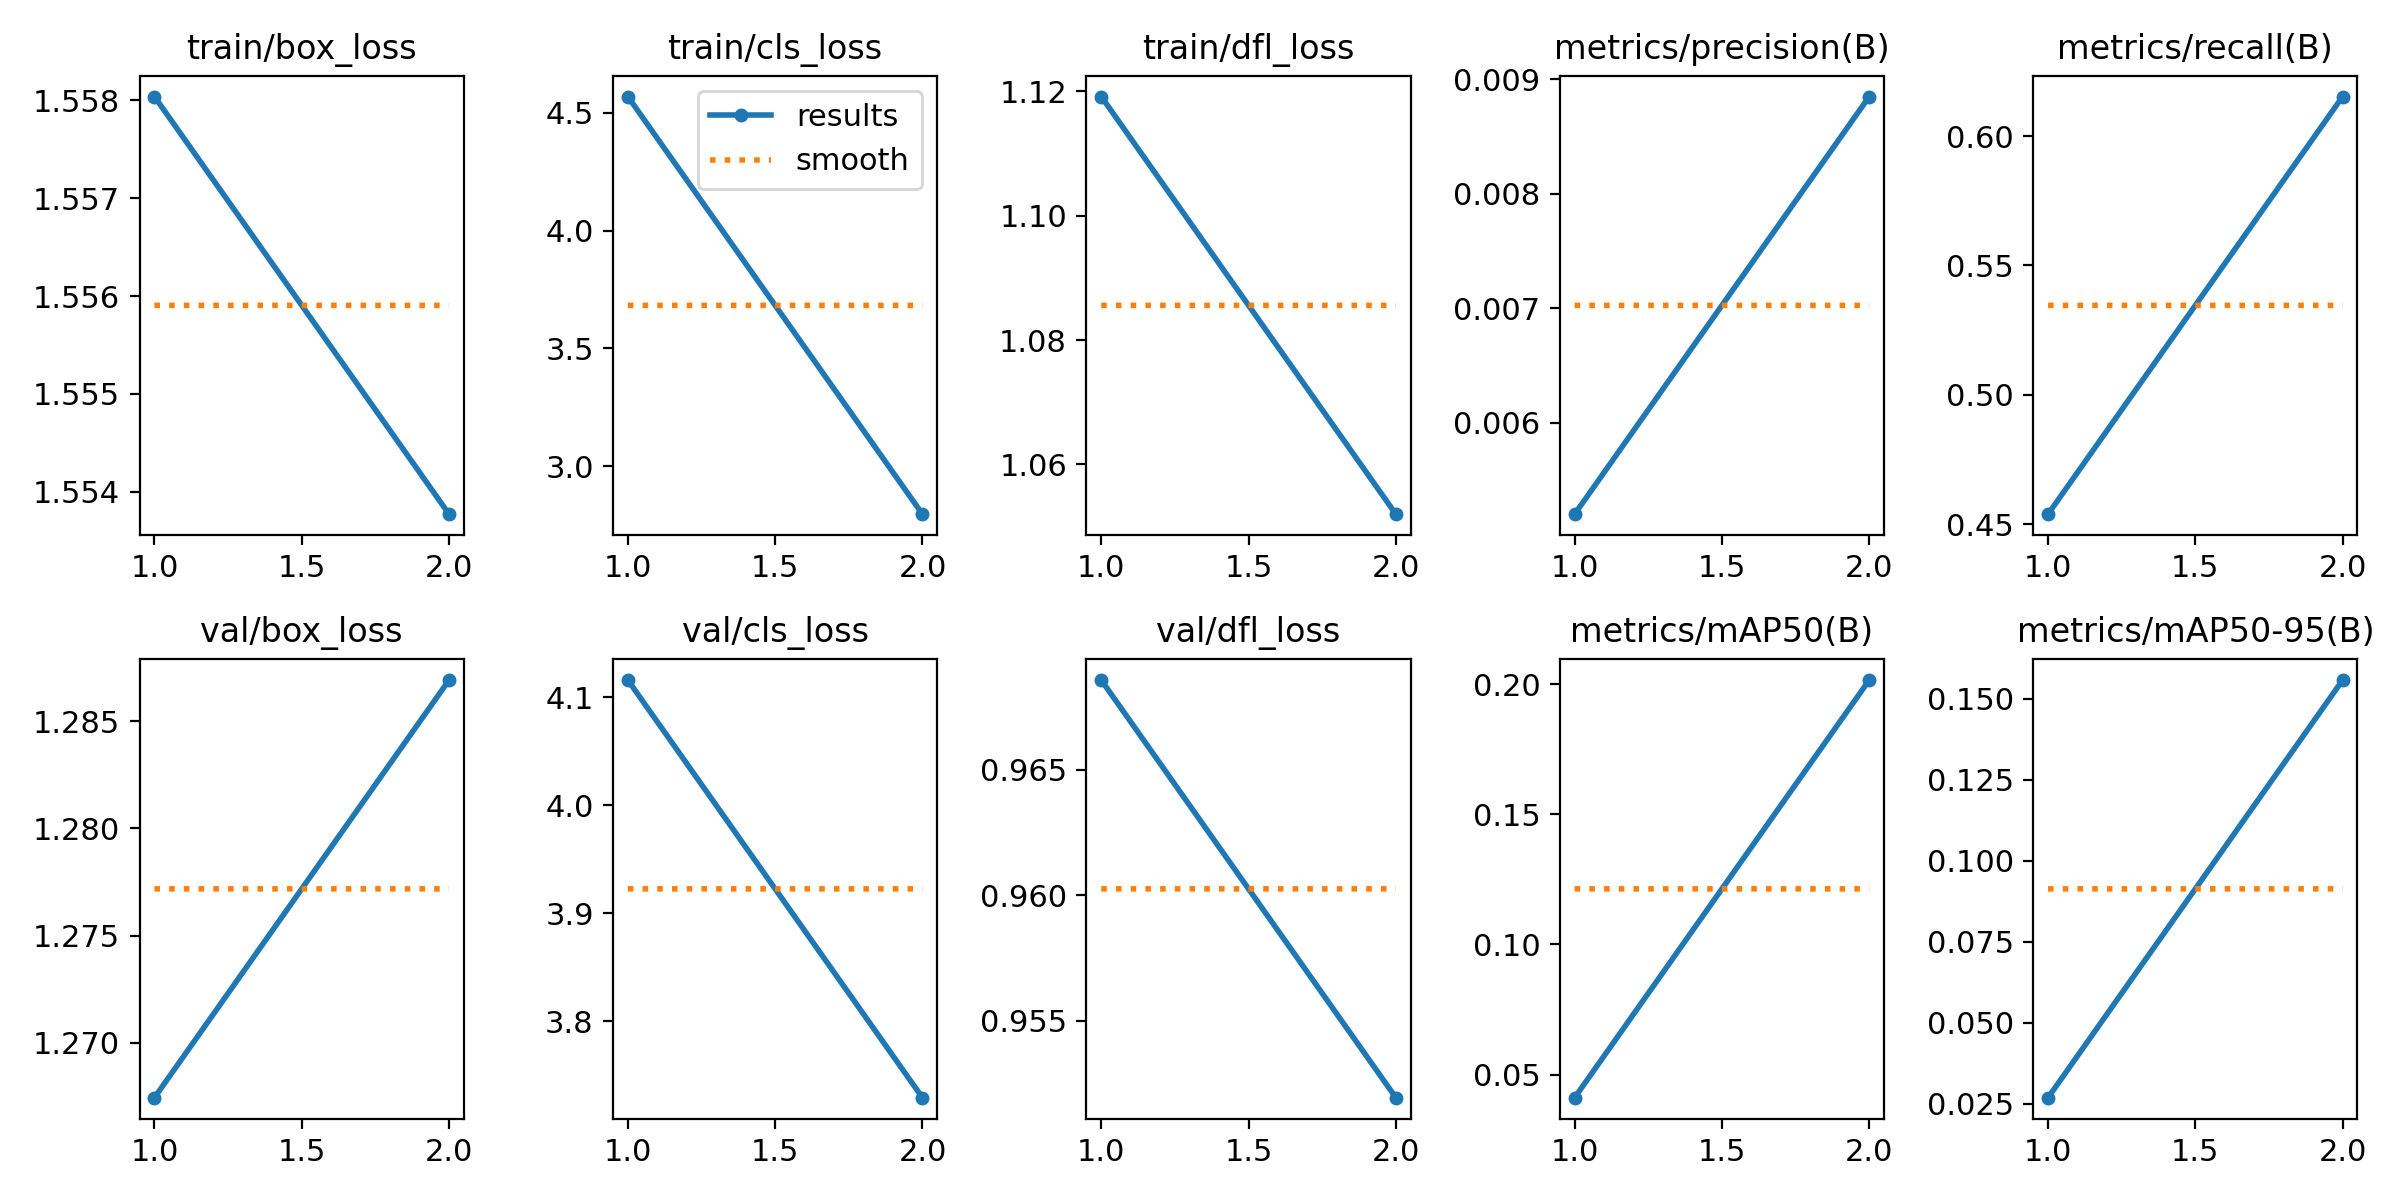 train/box_loss
train/cls_loss
train/dfl_loss
metrics/precision(B)
metrics/recall(B)
1.558
1.557
1.556
1.555
1.554
1.0 1.5 2.0
4.5
4.0
3.5
3.0
results
smooth
1.0 1.5 2.0
1.12
1.10
1.08
1.06
1.0 1.5 2.0
0.009
0.008
0.007
0.006
1.0 1.5 2.0
0.60
0.55
0.50
0.45
1.0 1.5 2.0
val/box_loss
val/cls_loss
val/dfl_loss
metrics/mAP50(B)
metrics/mAP50-95(B)
1.285
1.280
1.275
1.270
1.0 1.5 2.0
4.1
4.0
3.9
3.8
1.0 1.5 2.0
0.965
0.960
0.955
1.0 1.5 2.0
0.20
0.15
0.10
0.05
1.0 1.5 2.0
0.150
0.125
0.100
0.075
0.050
0.025
1.0 1.5 2.0